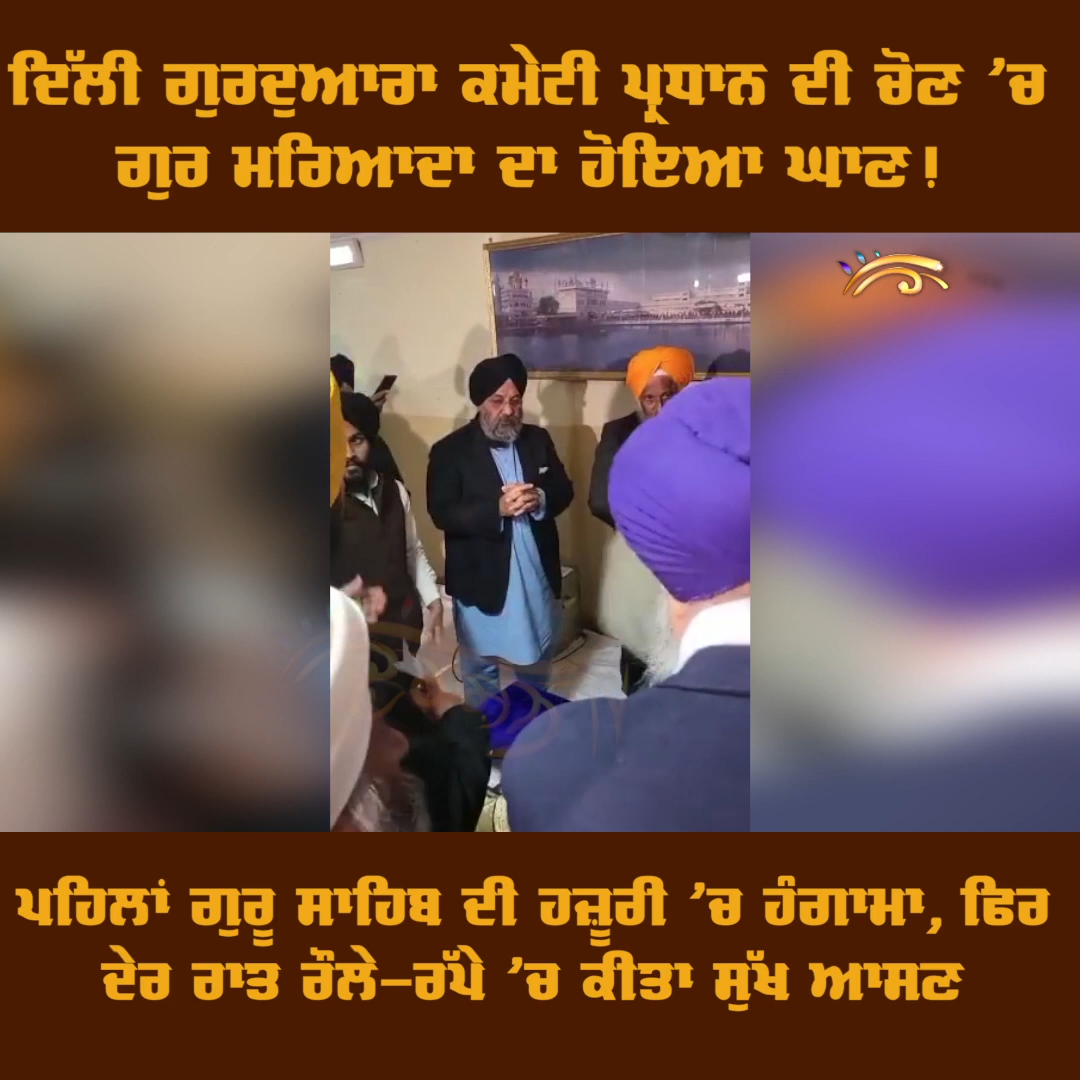 ਦਿੱਲੀ ਗੁਰਦੁਆਰਾ ਕਮੇਟੀ ਪ੍ਰਧਾਨ ਦੀ ਚੋਣ ’ਚ
ਗੁਰ ਮਰਿਆਦਾ ਦਾ ਹੋਇਆ ਘਾਣ!
ਪਹਿਲਾਂ ਗੁਰੂ ਸਾਹਿਬ ਦੀ ਹਜ਼ੂਰੀ ’ਚ ਹੰਗਾਮਾ, ਫਿਰ
ਦੇਰ ਰਾਤ ਰੌਲੇ-ਰੱਪੇ ’ਚ ਕੀਤਾ ਸੁੱਖ ਆਸਣ